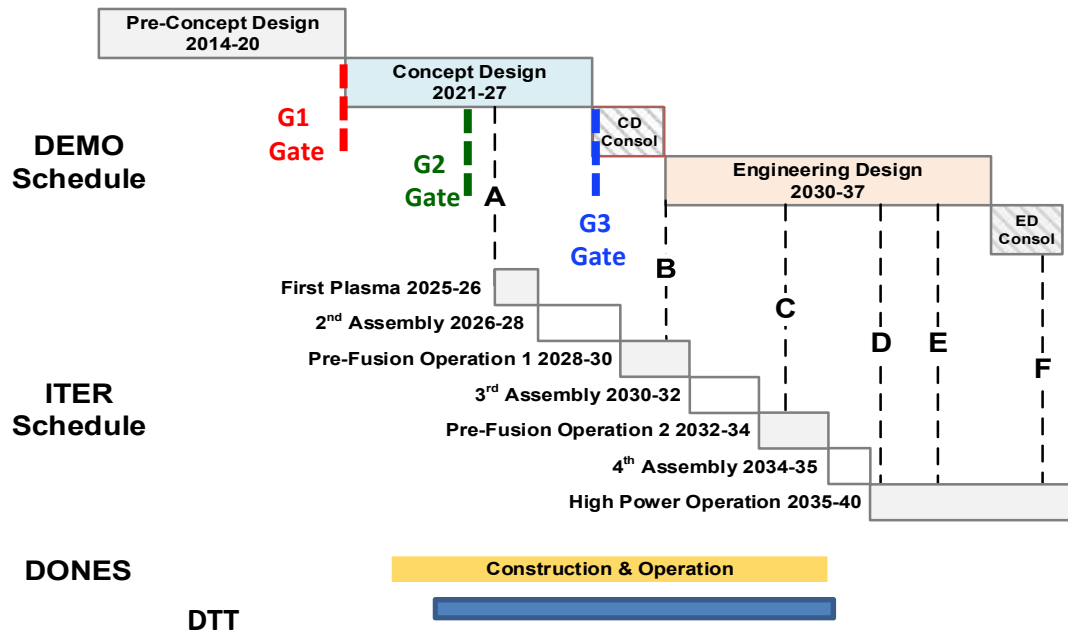 Pre-Concept Design
2014-20
Concept Design
2021-27
G1
Gate
G2
Gate
G3
Gate
CD
Consol
DEMO
Schedule
Engineering Design
2030-37
ED
Consol
A
B
C
D
E
F
First Plasma 2025-26
2nd Assembly 2026-28
Pre-Fusion Operation 1 2028-30
ITER
Schedule
3rd Assembly 2030-32
Pre-Fusion Operation 2 2032-34
4th Assembly 2034-35
High Power Operation 2035-40
DONES
Construction & Operation
DTT